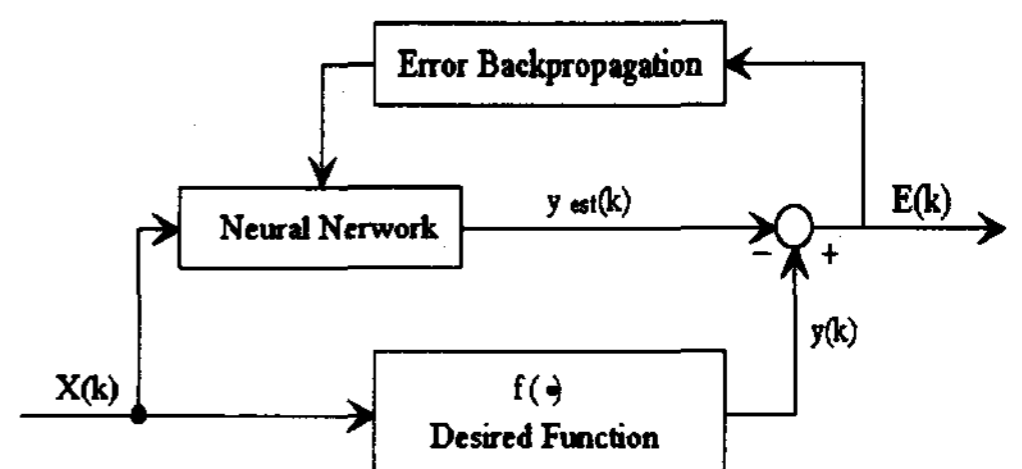 Error Backpropagation
y est(k)
E(k)
Neural Nerwork
− +
y(k)
X(k)
f (•)
Desired Function